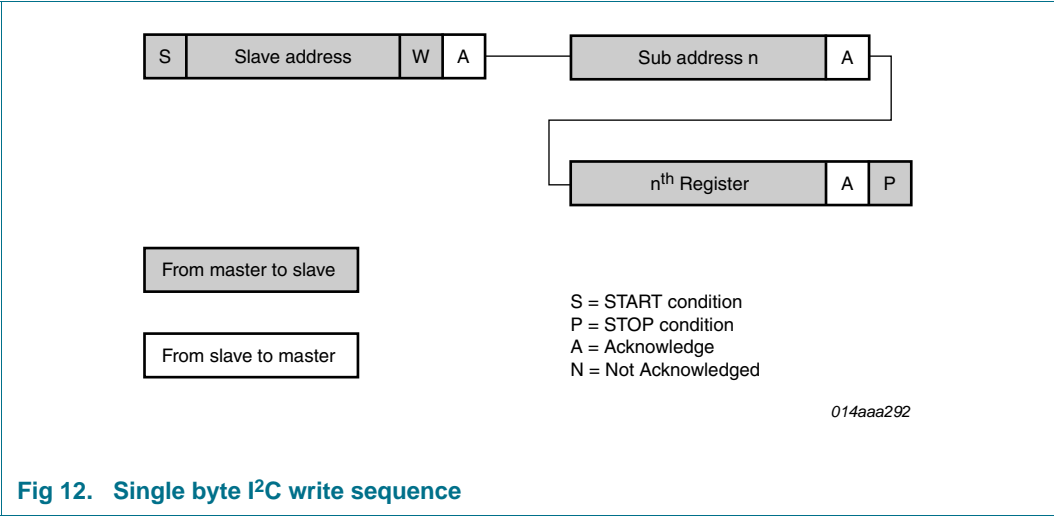 S Slave address W A Sub address n A
nth Register A P
From master to slave
From slave to master
S = START condition
P = STOP condition
A = Acknowledge
N = Not Acknowledged
014aaa292
Fig 12. Single byte I2C write sequence